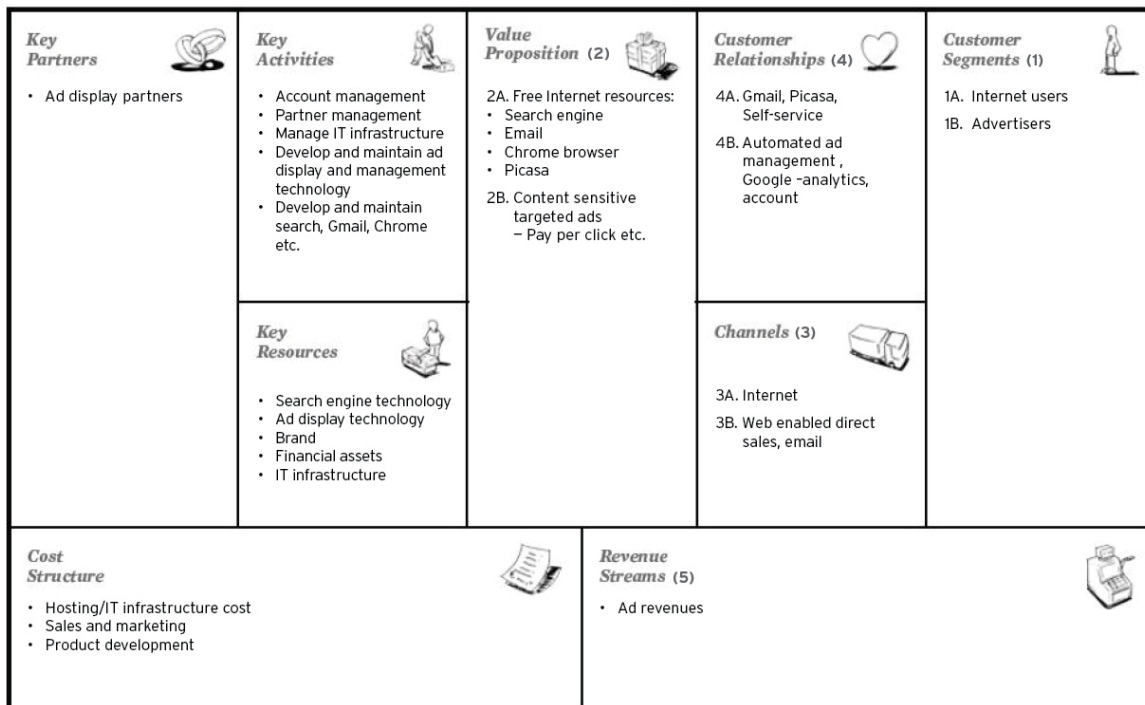 Key
Partners
• Ad display partners
Key
Activities
• Account management
• Partner management
• Manage IT infrastructure
• Develop and maintain ad
display and management
technology
• Develop and maintain
search, Gmail, Chrome
etc.
Key
Resources
• Search engine technology
• Ad display technology
• Brand
• Financial assets
• IT infrastructure
Value
Proposition (2)
2A. Free Internet resources:
• Search engine
• Email
• Chrome browser
• Picasa
2B. Content sensitive
targeted ads
– Pay per click etc.
Customer
Relationships (4)
4A. Gmail, Picasa,
Self-service
4B. Automated ad
management ,
Google -analytics,
account
Channels (3)
3A. Internet
3B. Web enabled direct
sales, email
Customer
Segments (1)
1A. Internet users
1B. Advertisers
Cost
Structure
• Hosting/IT infrastructure cost
• Sales and marketing
• Product development
Revenue
Streams (5)
• Ad revenues